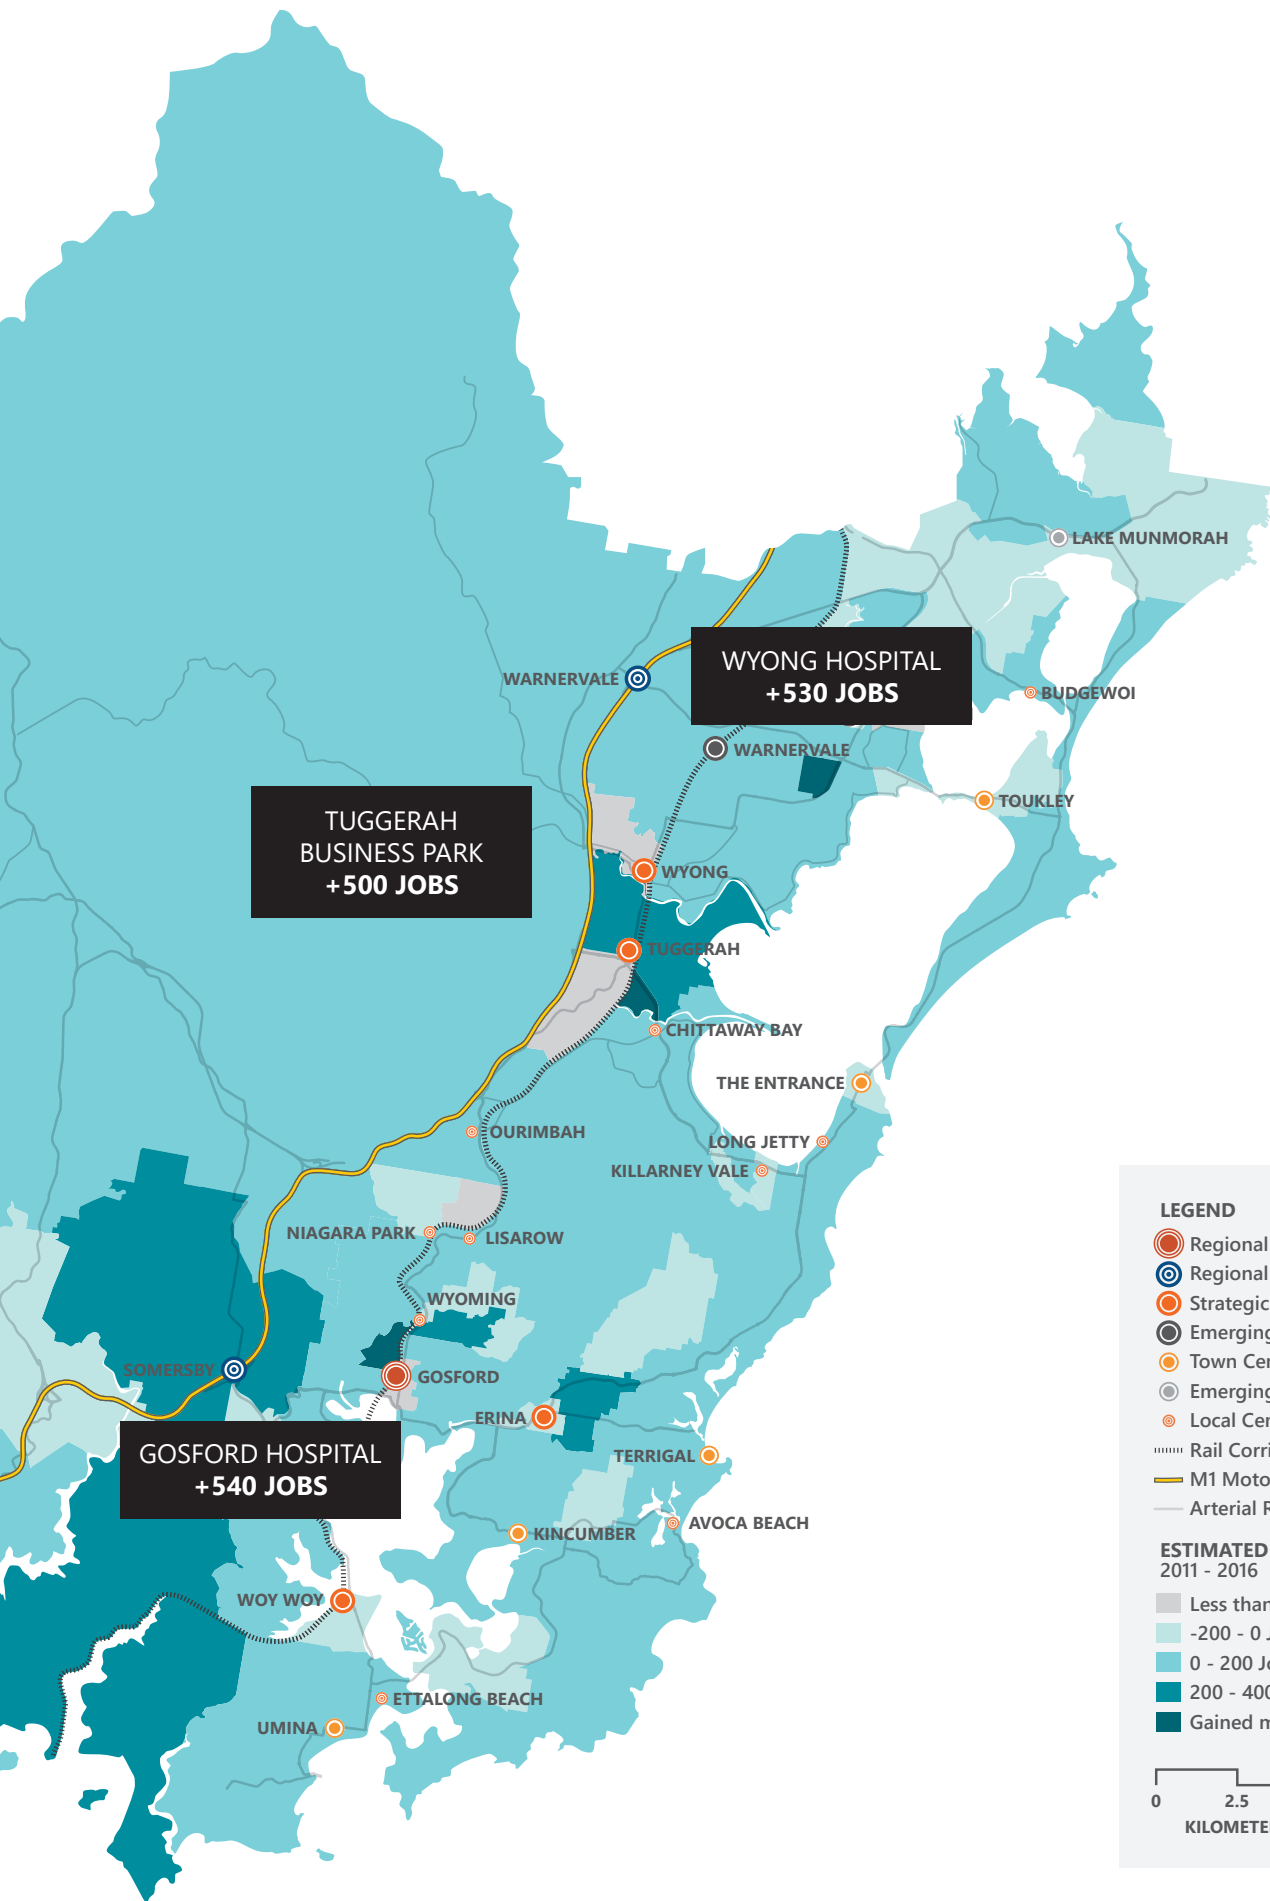 LAKE MUNMORAH
WYONG HOSPITAL
+530 JOBS
WARNERVALE
BUDGEWOI
WARNERVALE
TOUKLEY
TUGGERAH
BUSINESS PARK
+500 JOBS
WYONG
TUGGERAH
CHITTAWAY BAY
THE ENTRANCE
OURIMBAH
LONG JETTY
KILLARNEY VALE
NIAGARA PARK
LISAROW
WYOMING
SOMERSBY
GOSFORD
ERINA
GOSFORD HOSPITAL
+540 JOBS
TERRIGAL
AVOCA BEACH
KINCUMBER
WOY WOY
ETTALONG BEACH
UMINA
LEGEND
Regional
Regional
Strategic
Emerging
Town Cen
Emerging
Local Cen
Rail Corri
M1 Moto
Arterial R
ESTIMATED
2011 - 2016
Less than
-200 - 0 J
0 - 200 Jo
200 - 400
Gained m
0 2.5
KILOMETE